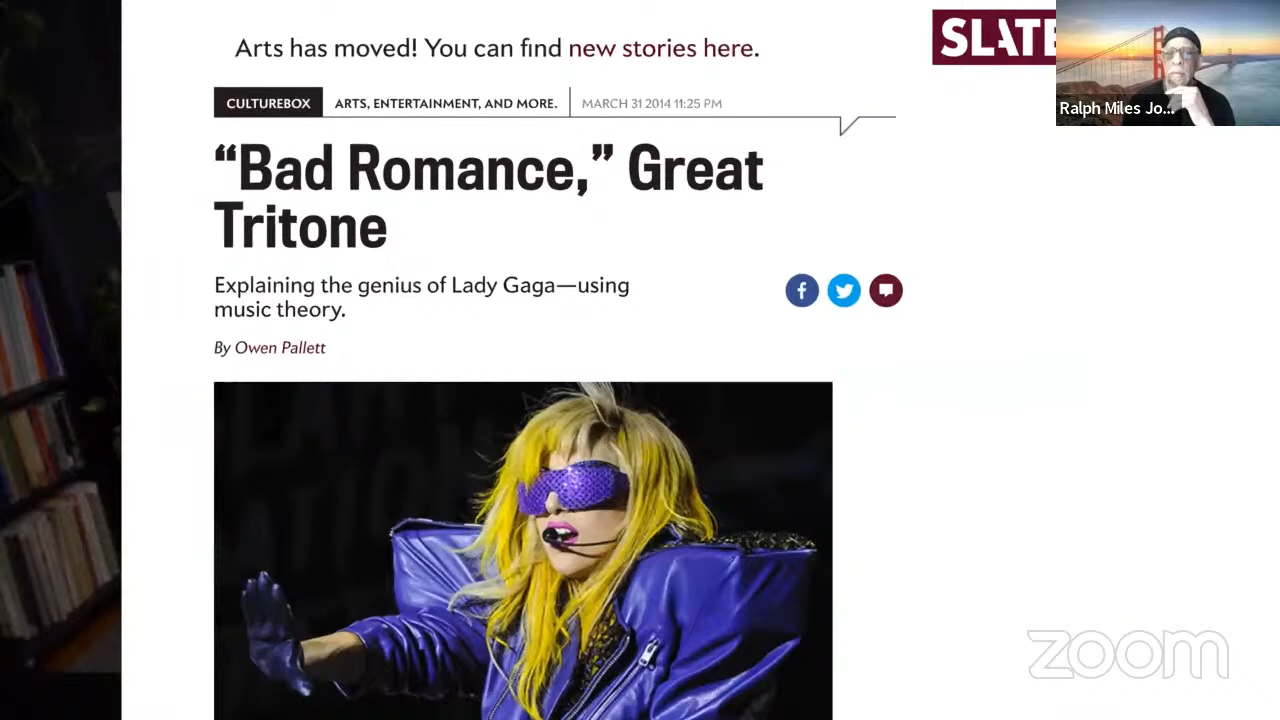 Arts has moved! You can find new stories here.
SLATE
Ralph Miles Jo...
CULTUREBOX ARTS, ENTERTAINMENT, AND MORE. MARCH 31 2014 11:25 PM
“Bad Romance,” Great
Tritone
Explaining the genius of Lady Gaga—using
music theory.
By Owen Pallett
zoom